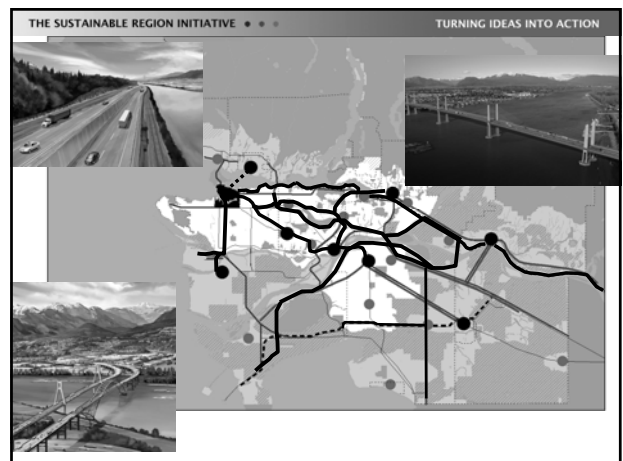 THE SUSTAINABLE REGION INITIATIVE TURNING IDEAS INTO ACTION